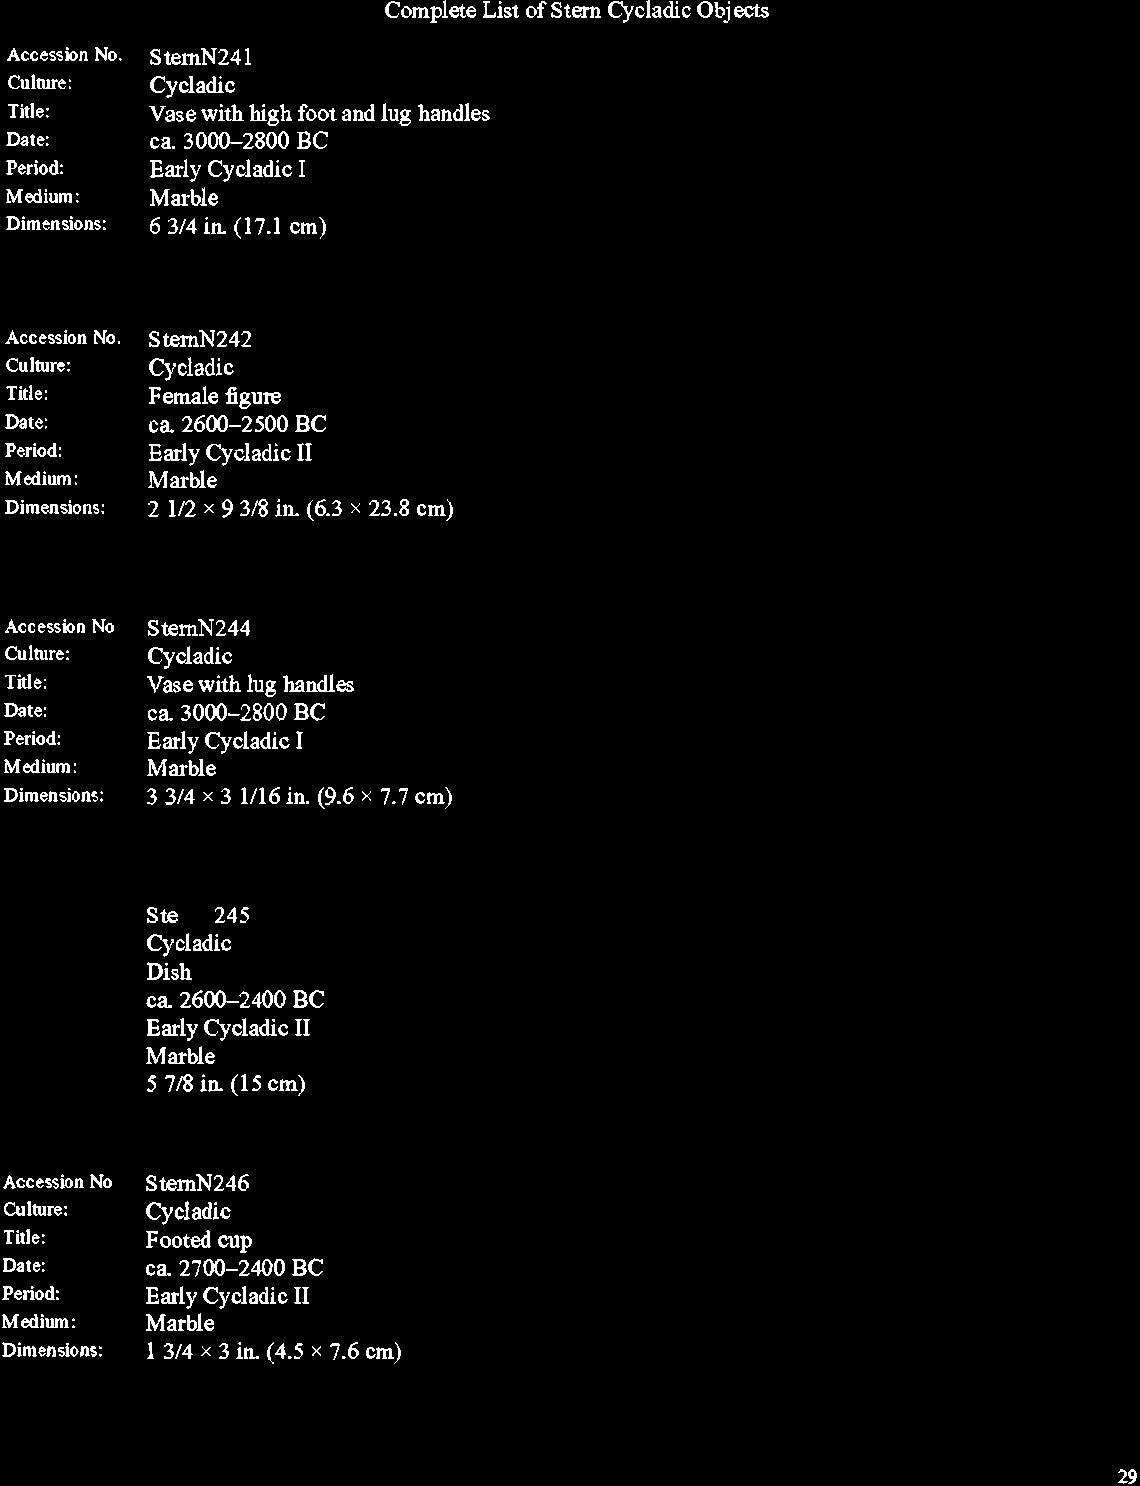 Complete List of Stern Cycladic Objects
Accession No. SternN241
Culture: Cycladic
Title: Vase with high foot and lug handles
Date: ca. 3000–2800 BC
Period: Early Cycladic I
Medium: Marble
Dimensions: 6 3/4 in. (17.1 cm)
Accession No. SternN242
Culture: Cycladic
Title: Female figure
Date: ca. 2600–2500 BC
Period: Early Cycladic II
Medium: Marble
Dimensions: 2 1/2 × 9 3/8 in. (6.3 × 23.8 cm)
Accession No SternN244
Culture: Cycladic
Title: Vase with lug handles
Date: ca. 3000–2800 BC
Period: Early Cycladic I
Medium: Marble
Dimensions: 3 3/4 × 3 1/16 in. (9.6 × 7.7 cm)
Ste 245
Cycladic
Dish
ca. 2600–2400 BC
Early Cycladic II
Marble
5 7/8 in. (15 cm)
Accession No SternN246
Culture: Cycladic
Title: Footed cup
Date: ca. 2700–2400 BC
Period: Early Cycladic II
Medium: Marble
Dimensions: 1 3/4 × 3 in. (4.5 × 7.6 cm)
29